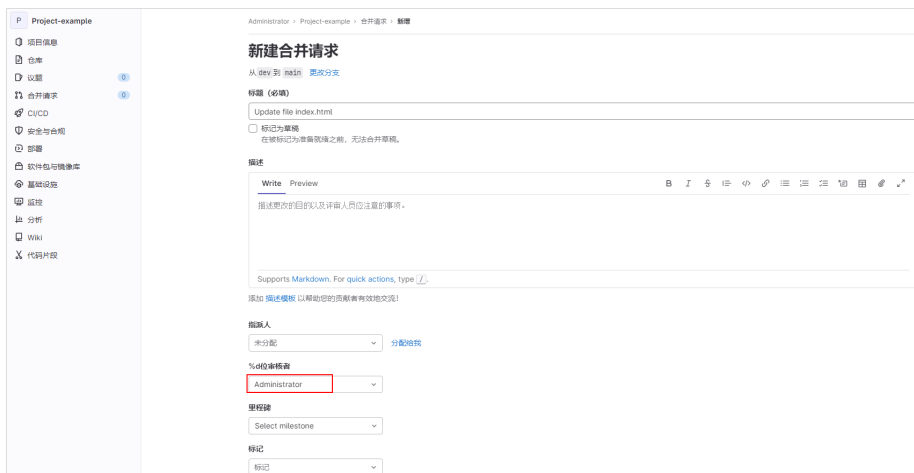 P Project-example
项目信息
仓库
议题 0
合并请求 0
CI/CD
安全与合规
部署
软件包与镜像库
基础设施
监控
分析
Wiki
代码片段
Administrator > Project-example > 合并请求 > 新增
新建合并请求
从 dev 到 main 更改分支
标题 (必填)
Update file index.html
标记为草稿
在被标记为准备就绪之前，无法合并草稿。
描述
Write Preview
描述更改的目的以及评审人员应注意的事项。
Supports Markdown. For quick actions, type /.
添加 描述模板 以帮助您的贡献者有效地交流!
指派人
未分配 分配给我
%d位审核者
Administrator
里程碑
Select milestone
标记
标记